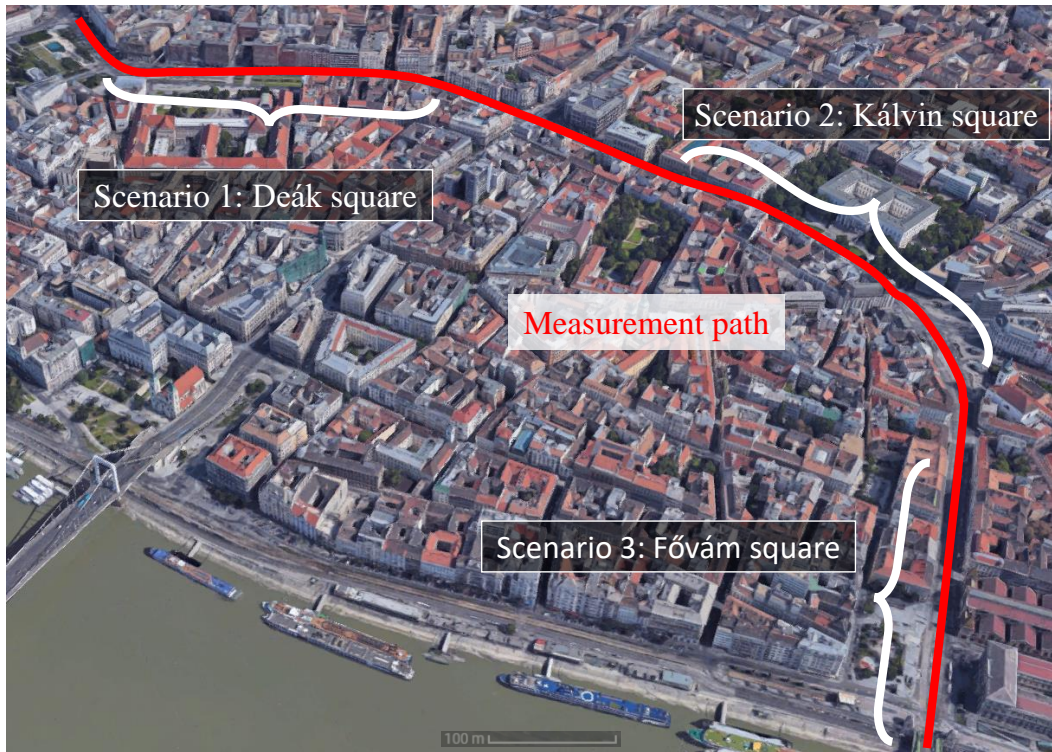 Scenario 2: Kálvin square
Scenario 1: Deák square
Measurement path
Scenario 3: Fővám square
100 m